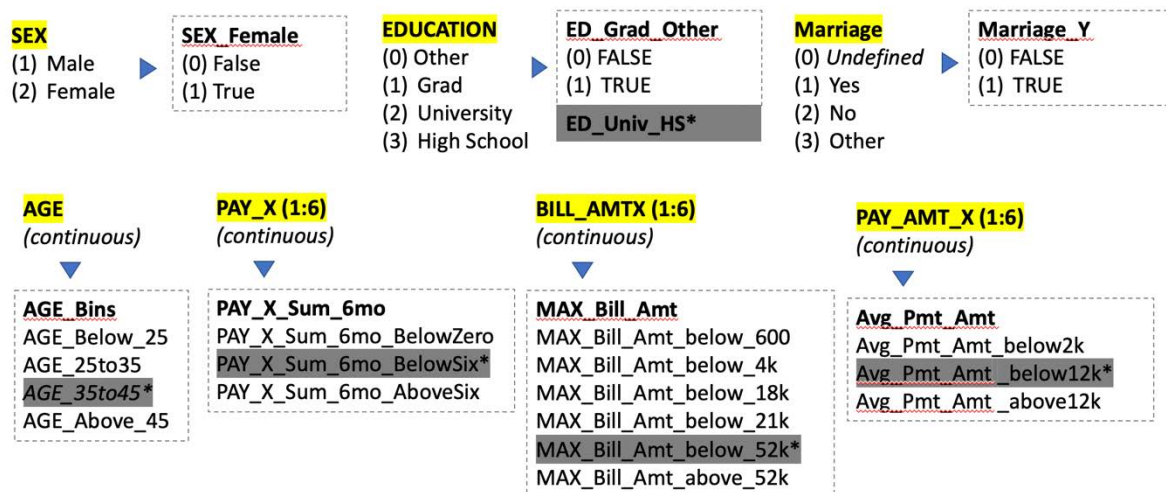 SEX
(1) Male
(2) Female
SEX_Female
(0) False
(1) True
EDUCATION
(0) Other
(1) Grad
(2) University
(3) High School
ED_Grad_Other
(0) FALSE
(1) TRUE
ED_Univ_HS*
Marriage
(0) Undefined
(1) Yes
(2) No
(3) Other
Marriage_Y
(0) FALSE
(1) TRUE
AGE
(continuous)
AGE_Bins
AGE_Below_25
AGE_25to35
AGE_35to45*
AGE_Above_45
PAY_X (1:6)
(continuous)
PAY_X_Sum_6mo
PAY_X_Sum_6mo_BelowZero
PAY_X_Sum_6mo_BelowSix*
PAY_X_Sum_6mo_AboveSix
BILL_AMTX (1:6)
(continuous)
MAX_Bill_Amt
MAX_Bill_Amt_below_600
MAX_Bill_Amt_below_4k
MAX_Bill_Amt_below_18k
MAX_Bill_Amt_below_21k
MAX_Bill_Amt_below_52k*
MAX_Bill_Amt_above_52k
PAY_AMT_X (1:6)
(continuous)
Avg_Pmt_Amt
Avg_Pmt_Amt_below2k
Avg_Pmt_Amt _below12k*
Avg_Pmt_Amt _above12k